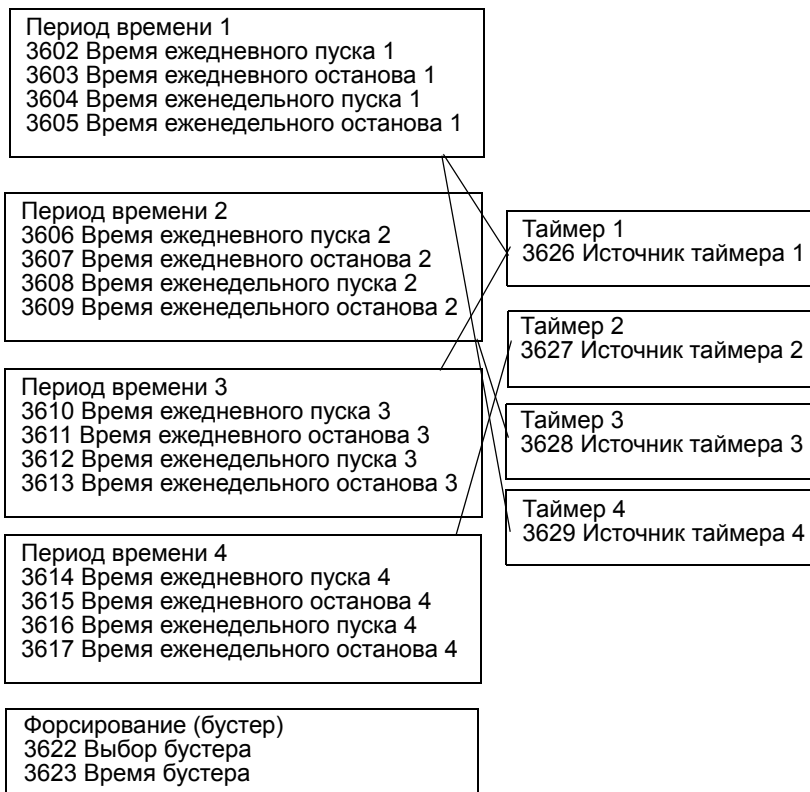 Период времени 1
3602 Время ежедневного пуска 1
3603 Время ежедневного останова 1
3604 Время еженедельного пуска 1
3605 Время еженедельного останова 1
Период времени 2
3606 Время ежедневного пуска 2
3607 Время ежедневного останова 2
3608 Время еженедельного пуска 2
3609 Время еженедельного останова 2
Период времени 3
3610 Время ежедневного пуска 3
3611 Время ежедневного останова 3
3612 Время еженедельного пуска 3
3613 Время еженедельного останова 3
Период времени 4
3614 Время ежедневного пуска 4
3615 Время ежедневного останова 4
3616 Время еженедельного пуска 4
3617 Время еженедельного останова 4
Форсирование (бустер)
3622 Выбор бустера
3623 Время бустера
Таймер 1
3626 Источник таймера 1
Таймер 2
3627 Источник таймера 2
Таймер 3
3628 Источник таймера 3
Таймер 4
3629 Источник таймера 4